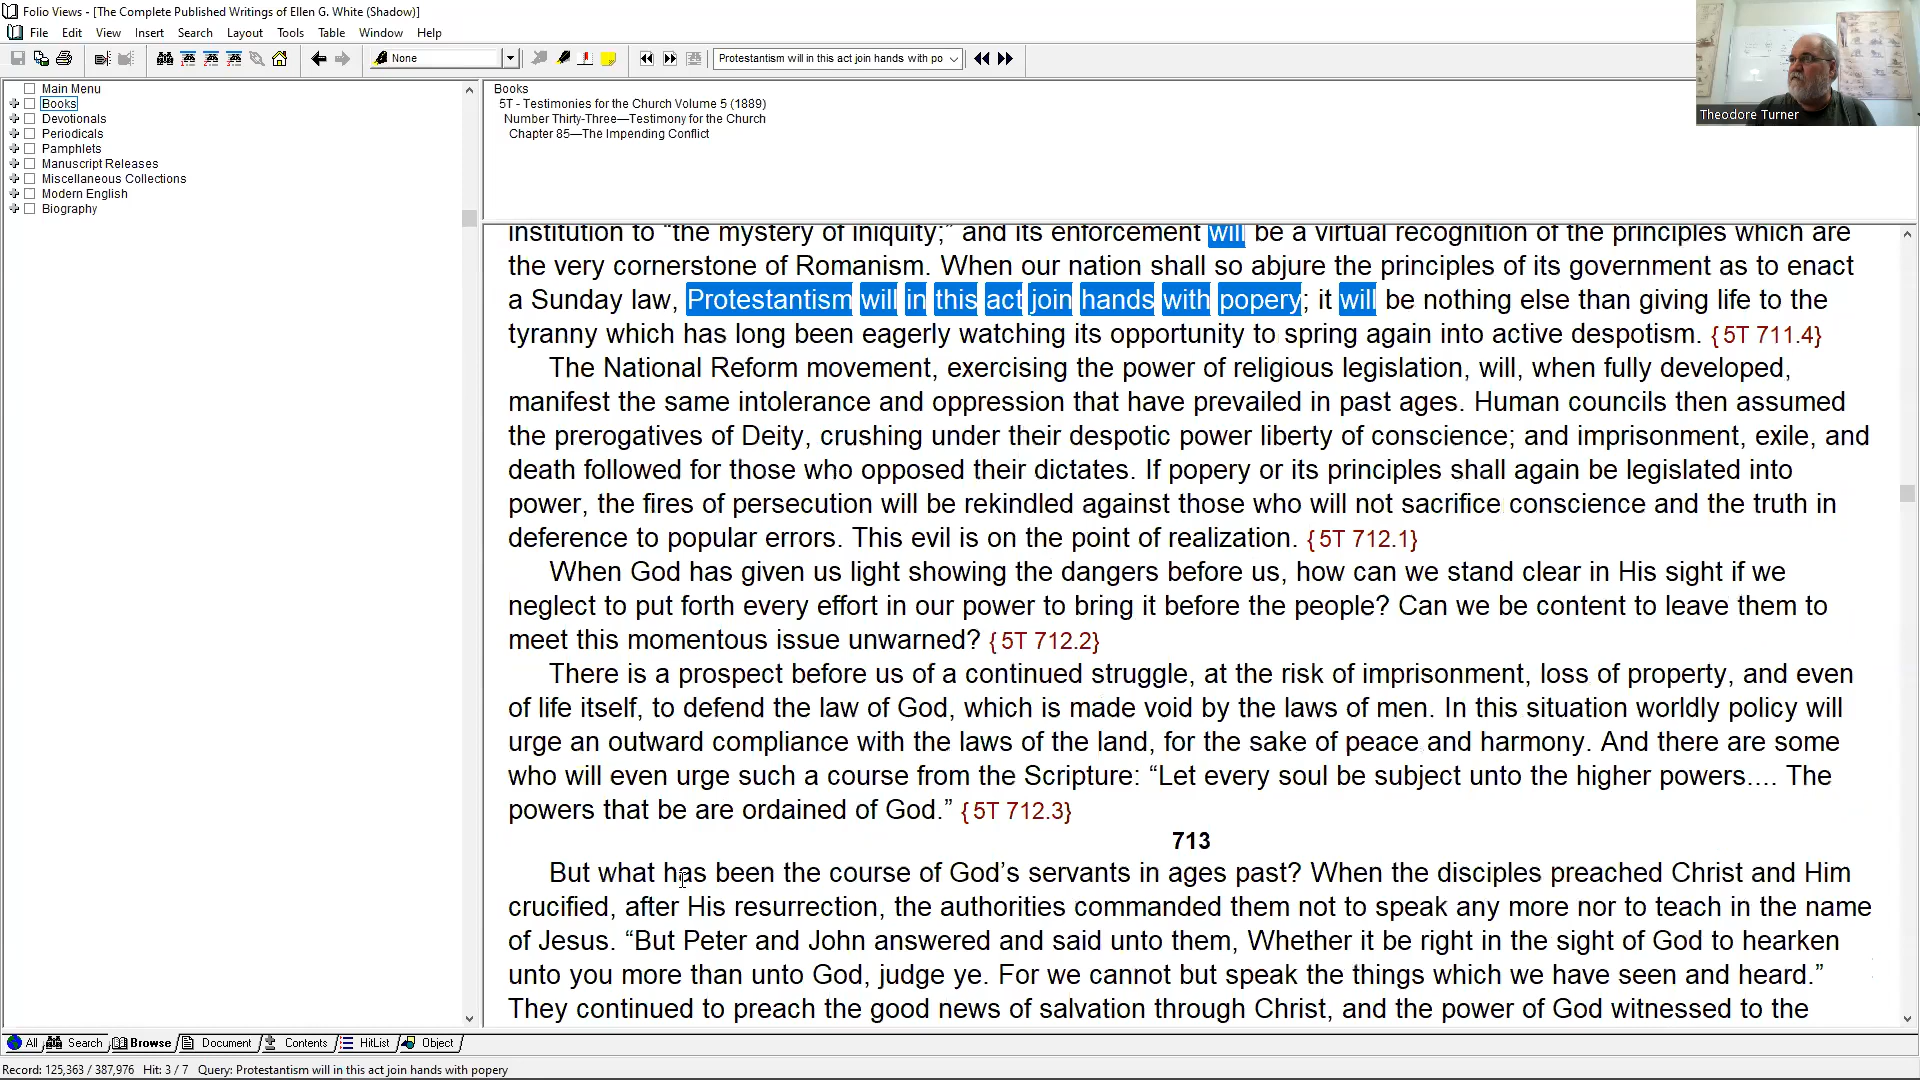 Folio Views - [The Complete Published Writings of Ellen G. White (Shadow)]
File Edit View Insert Search Layout Tools Table Window Help
None
Protestantism will in this act join hands with po
Main Menu
Books
Devotionals
Periodicals
Pamphlets
Manuscript Releases
Miscellaneous Collections
Modern English
Biography
Books
5T - Testimonies for the Church Volume 5 (1889)
Number Thirty-Three—Testimony for the Church
Chapter 85—The Impending Conflict
Theodore Turner
institution to “the mystery of iniquity;” and its enforcement will be a virtual recognition of the principles which are
the very cornerstone of Romanism. When our nation shall so abjure the principles of its government as to enact
a Sunday law, Protestantism will in this act join hands with popery; it will be nothing else than giving life to the
tyranny which has long been eagerly watching its opportunity to spring again into active despotism. {5T 711.4}
The National Reform movement, exercising the power of religious legislation, will, when fully developed,
manifest the same intolerance and oppression that have prevailed in past ages. Human councils then assumed
the prerogatives of Deity, crushing under their despotic power liberty of conscience; and imprisonment, exile, and
death followed for those who opposed their dictates. If popery or its principles shall again be legislated into
power, the fires of persecution will be rekindled against those who will not sacrifice conscience and the truth in
deference to popular errors. This evil is on the point of realization. {5T 712.1}
When God has given us light showing the dangers before us, how can we stand clear in His sight if we
neglect to put forth every effort in our power to bring it before the people? Can we be content to leave them to
meet this momentous issue unwarned? {5T 712.2}
There is a prospect before us of a continued struggle, at the risk of imprisonment, loss of property, and even
of life itself, to defend the law of God, which is made void by the laws of men. In this situation worldly policy will
urge an outward compliance with the laws of the land, for the sake of peace and harmony. And there are some
who will even urge such a course from the Scripture: “Let every soul be subject unto the higher powers.... The
powers that be are ordained of God.” {5T 712.3}
713
But what has been the course of God’s servants in ages past? When the disciples preached Christ and Him
crucified, after His resurrection, the authorities commanded them not to speak any more nor to teach in the name
of Jesus. “But Peter and John answered and said unto them, Whether it be right in the sight of God to hearken
unto you more than unto God, judge ye. For we cannot but speak the things which we have seen and heard.”
They continued to preach the good news of salvation through Christ, and the power of God witnessed to the
All Search Browse Document Contents HitList Object
Record: 125,363 / 387,976 Hit: 3 / 7 Query: Protestantism will in this act join hands with popery